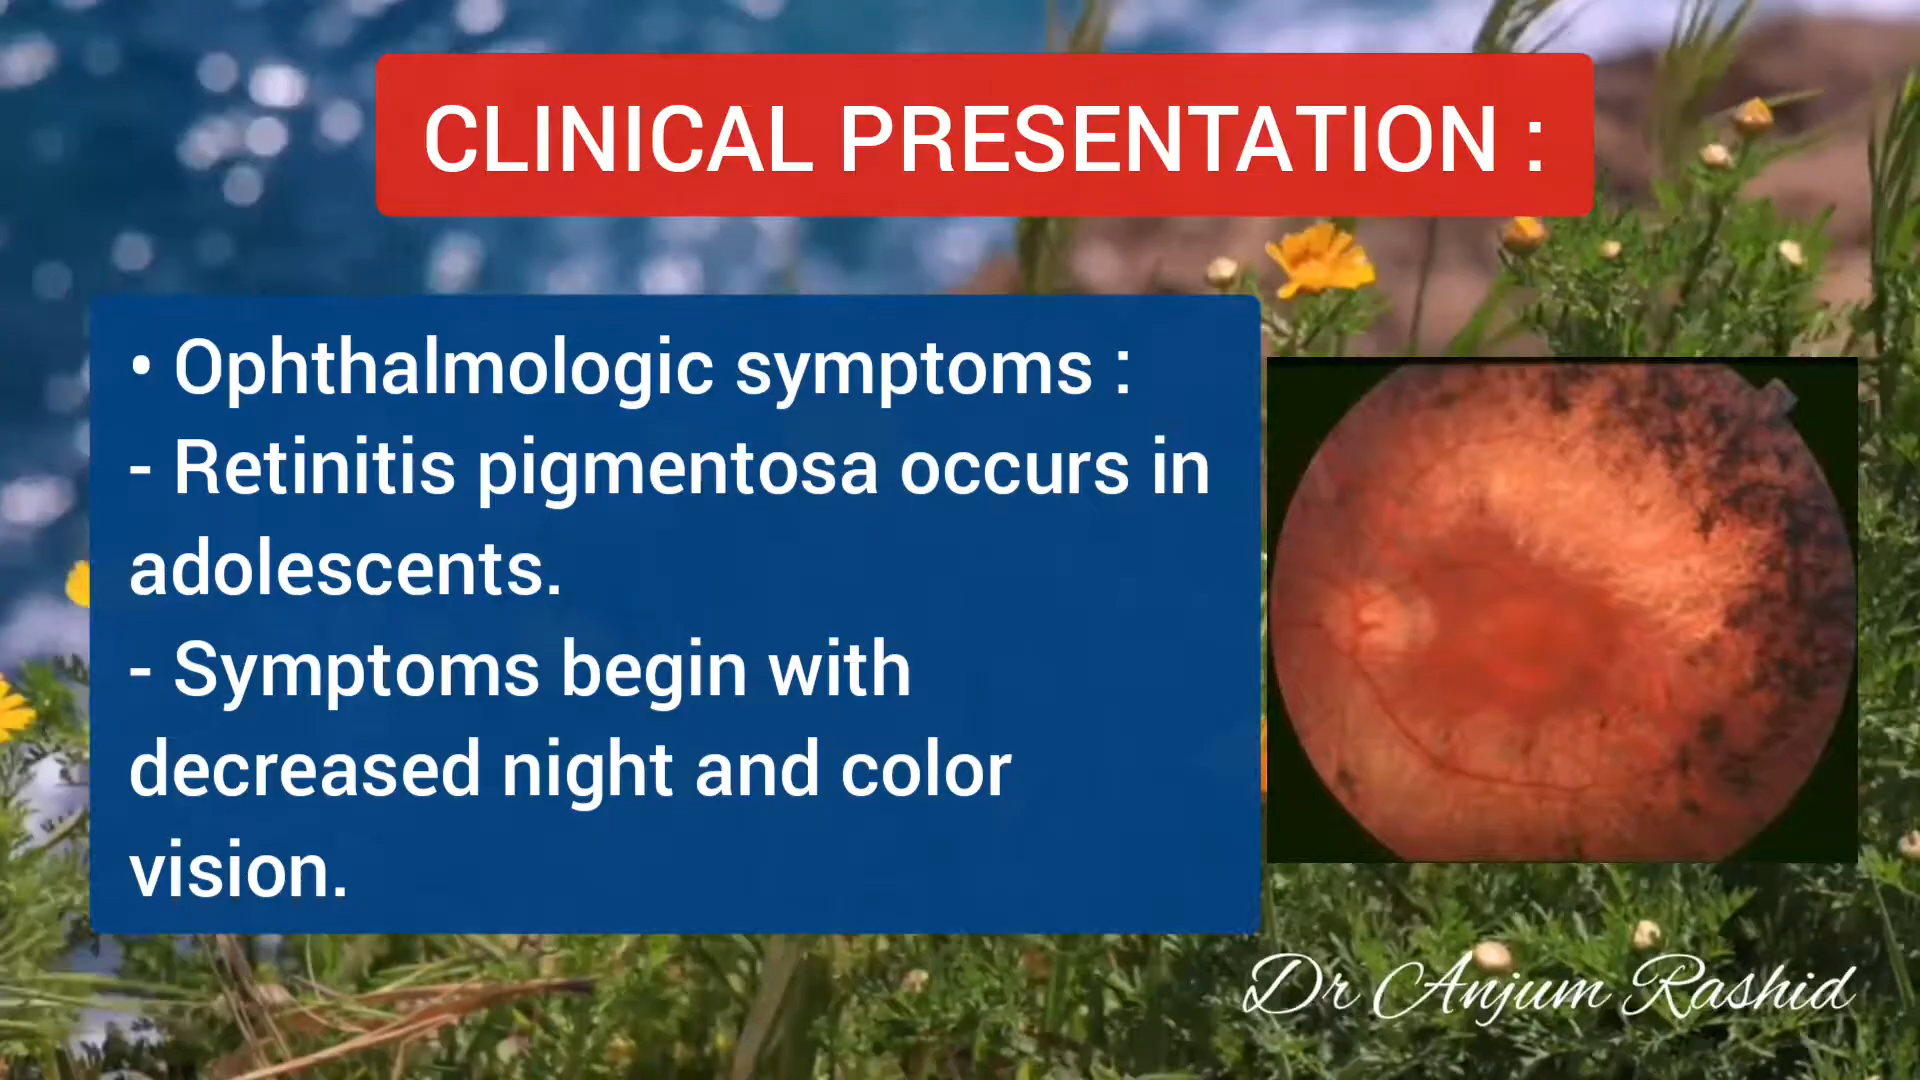 CLINICAL PRESENTATION :
• Ophthalmologic symptoms :
- Retinitis pigmentosa occurs in
adolescents.
- Symptoms begin with
decreased night and color
vision.
Dr Anjum Rashid